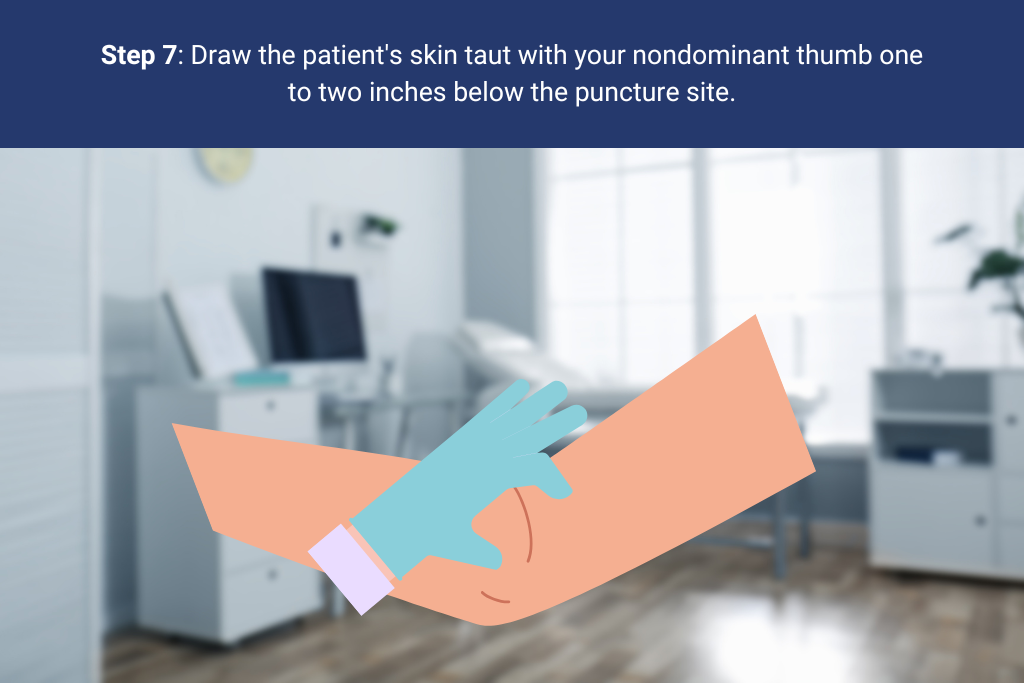 Step 7: Draw the patient's skin taut with your nondominant thumb one
to two inches below the puncture site.